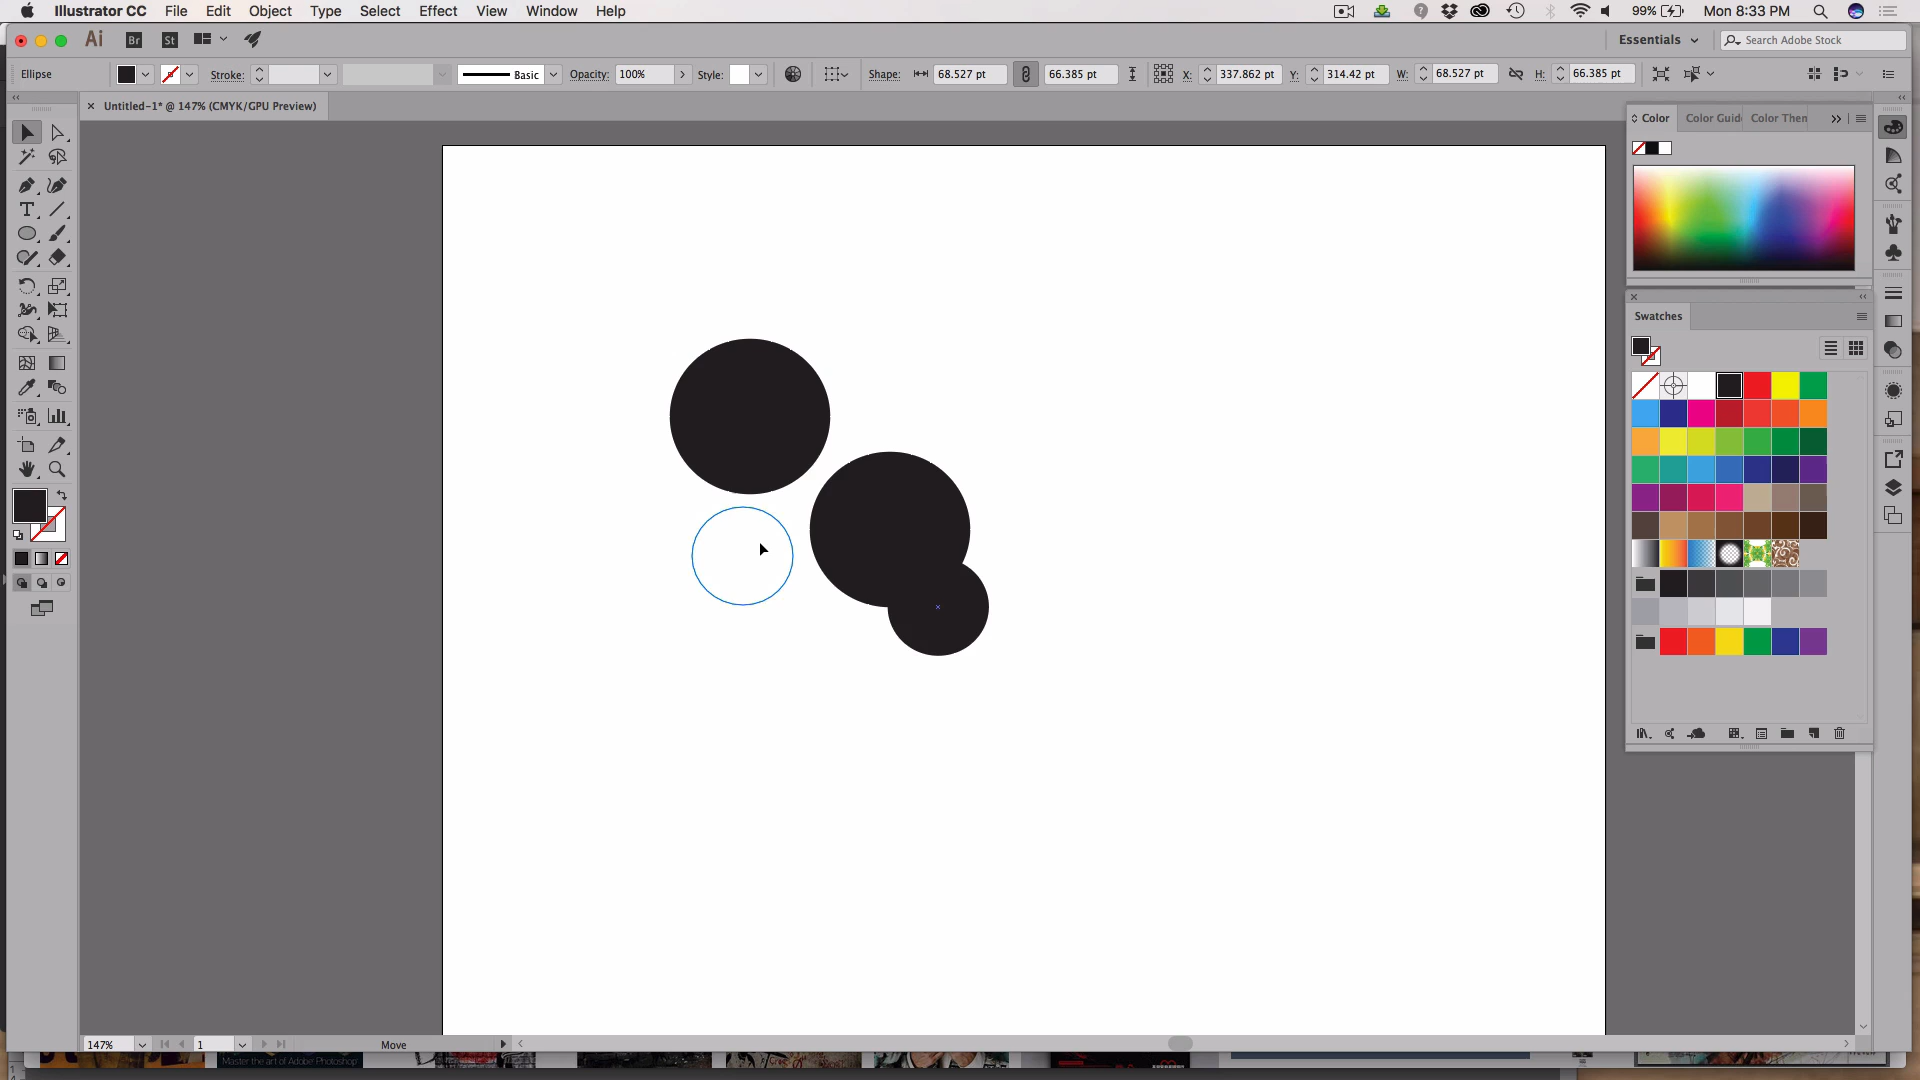 Illustrator CC File Edit Object Type Select Effect View Window Help 99% Mon 8:33 PM
Ai Br St Essentials Search Adobe Stock
Ellipse Stroke: Basic Opacity: 100% Style: Shape: 68.527 pt 66.385 pt X: 337.862 pt Y: 314.42 pt W: 68.527 pt H: 66.385 pt
Untitled-1* @ 147% (CMYK/GPU Preview)
Color Color Guid Color Then
Swatches
147% 1 Move
Master the art of Adobe Photoshop